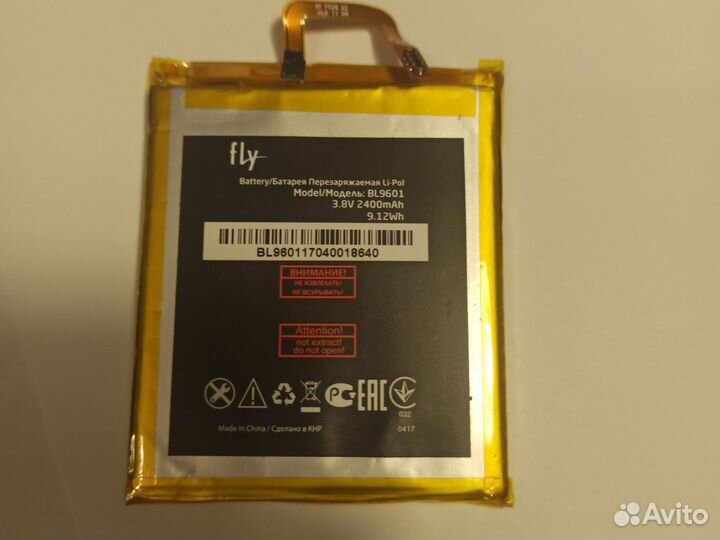 fly
Battery/Батарея Перезаряжаемая Li-Pol
Model/Модель: BL9601
3.8V 2400mAh
9.12Wh
BL960117040018640
ВНИМАНИЕ!
НЕ ИЗВЛЕКАТЬ!
НЕ ВСКРЫВАТЬ!
Attention!
not extract!
do not open!
EAC
032
Made in China / Сделано в КНР
0417
Avito